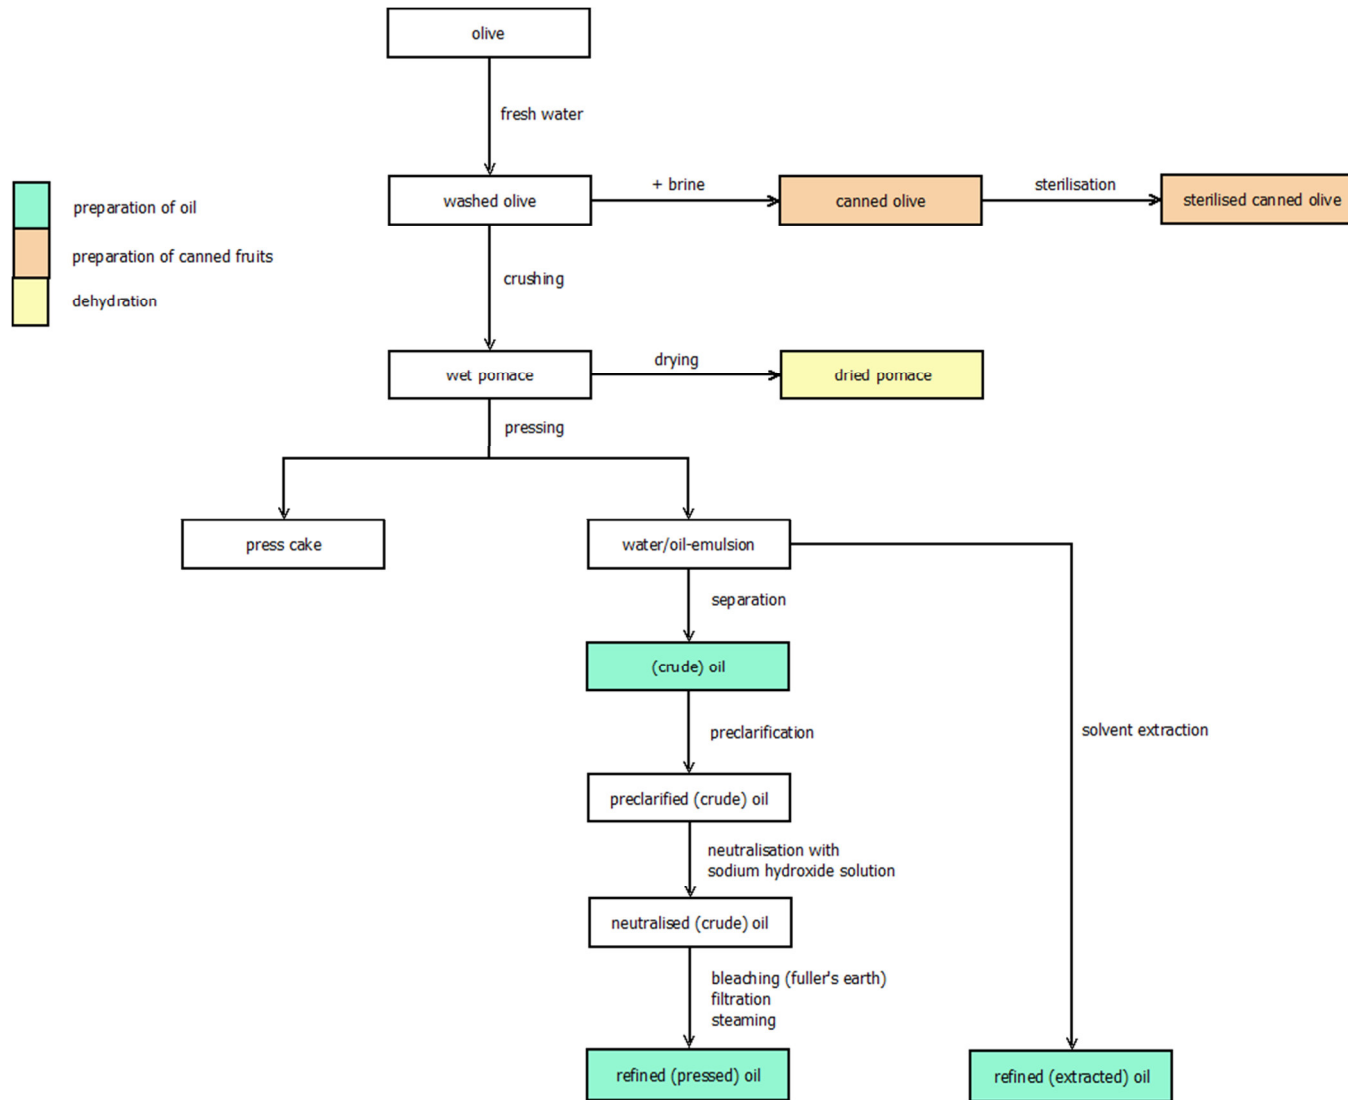 olive
fresh water
preparation of oil
preparation of canned fruits
dehydration
washed olive
+ brine
canned olive
sterilisation
sterilised canned olive
crushing
wet pomace
drying
dried pomace
pressing
press cake
water/oil-emulsion
separation
(crude) oil
preclarification
solvent extraction
preclarified (crude) oil
neutralisation with
sodium hydroxide solution
neutralised (crude) oil
bleaching (fuller's earth)
filtration
steaming
refined (pressed) oil
refined (extracted) oil